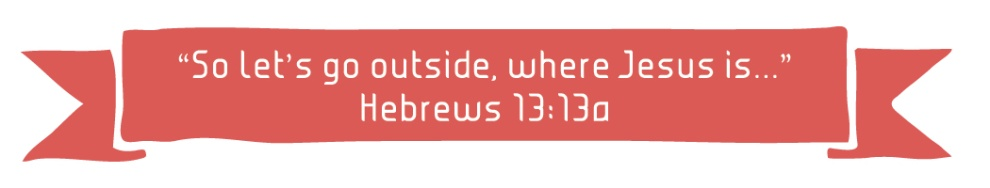 “So let’s go outside, where Jesus is...”
Hebrews 13:13a